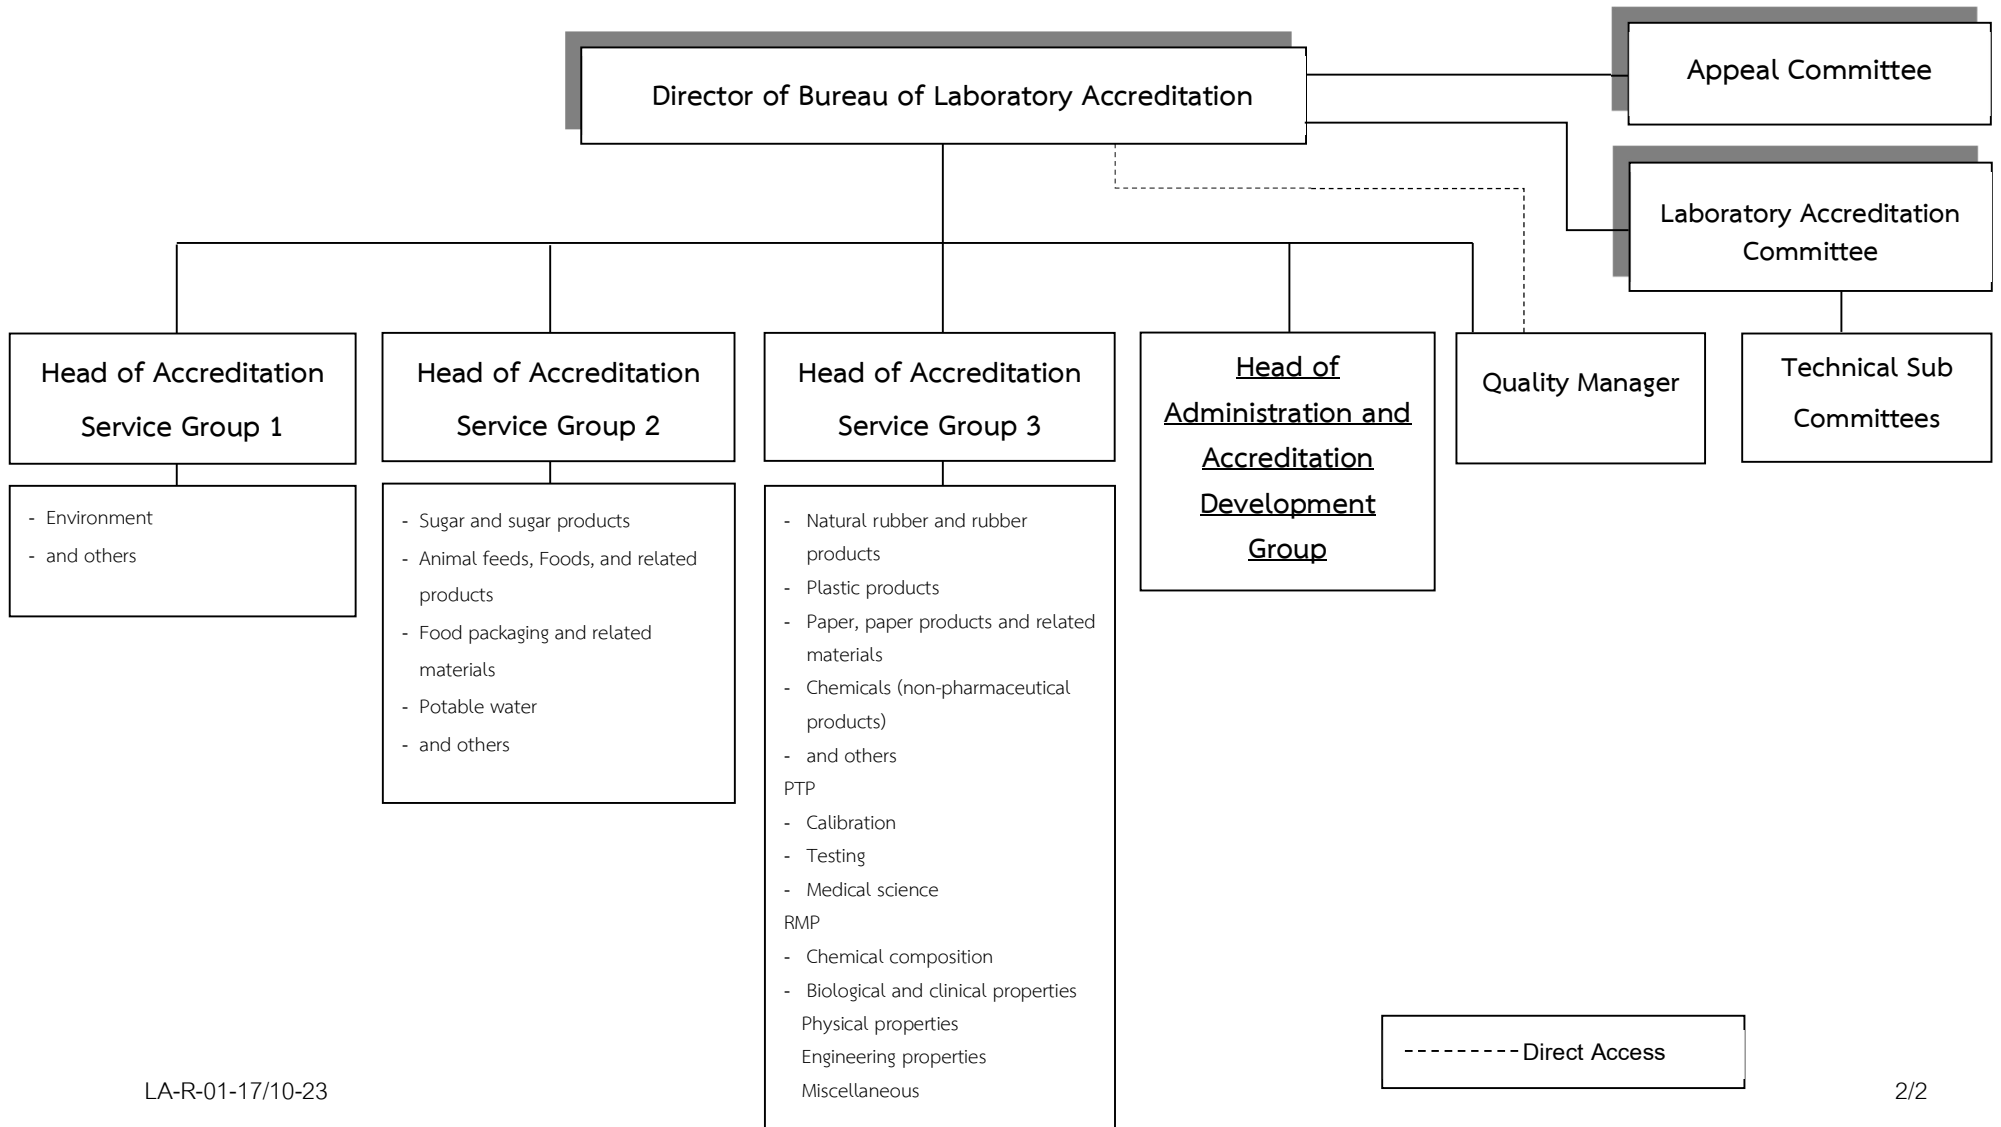 Director of Bureau of Laboratory Accreditation
Appeal Committee
Laboratory Accreditation
Committee
Head of Accreditation
Service Group 1
Head of Accreditation
Service Group 2
Head of Accreditation
Service Group 3
Head of
Administration and
Accreditation
Development
Group
Quality Manager
Technical Sub
Committees
- Environment
- and others
- Sugar and sugar products
- Animal feeds, Foods, and related
products
- Food packaging and related
materials
- Potable water
- and others
- Natural rubber and rubber
products
- Plastic products
- Paper, paper products and related
materials
- Chemicals (non-pharmaceutical
products)
- and others
PTP
- Calibration
- Testing
- Medical science
RMP
- Chemical composition
- Biological and clinical properties
Physical properties
Engineering properties
Miscellaneous
---------Direct Access
LA-R-01-17/10-23
2/2